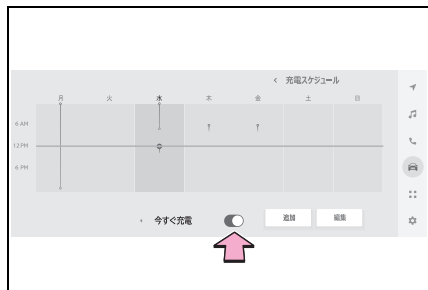 < 充電スケジュール
月 火 水 木 金 土 日
6 AM
12 PM
6 PM
今すぐ充電 追加 編集